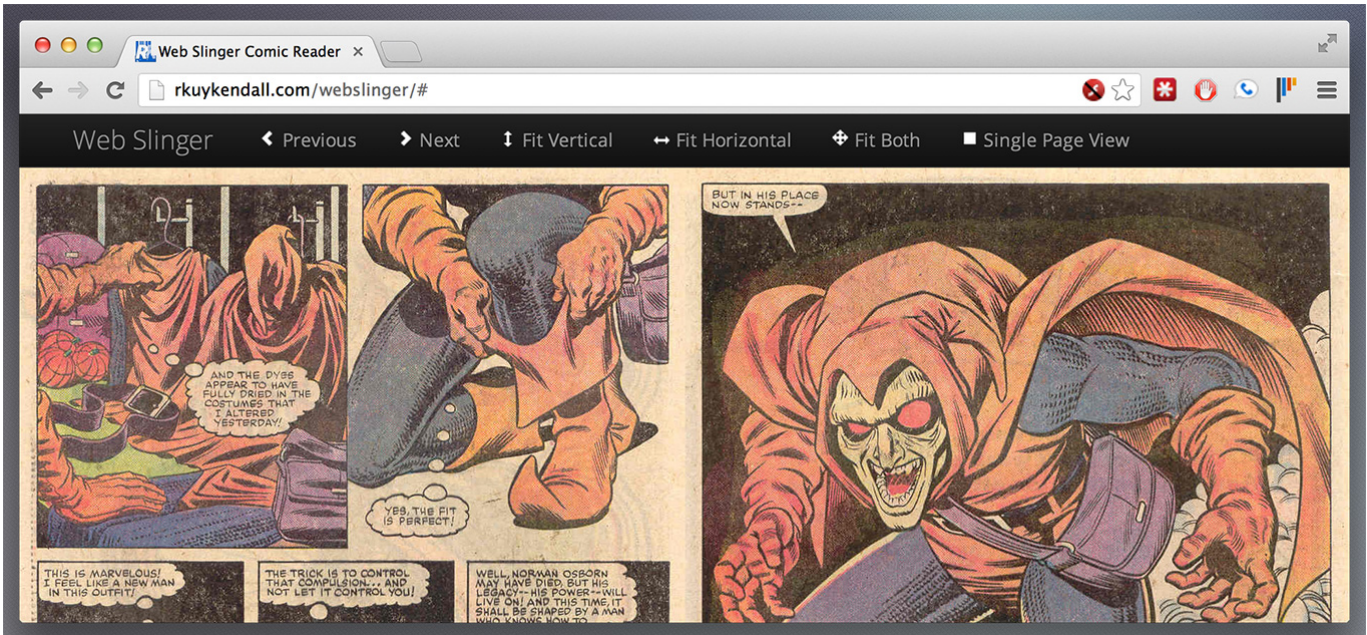 Web Slinger Comic Reader
rkuykendall.com/webslinger/#
Web Slinger
Previous
Next
Fit Vertical
Fit Horizontal
Fit Both
Single Page View
AND THE DYES
APPEAR TO HAVE
FULLY DRIED IN THE
COSTUMES THAT
I ALTERED
YESTERDAY!
YES, THE FIT
IS PERFECT!
THIS IS MARVELOUS!
I FEEL LIKE A NEW MAN
IN THIS OUTFIT!
THE TRICK IS TO CONTROL
THAT COMPULSION... AND
NOT LET IT CONTROL YOU!
WELL, NORMAN OSBORN
MAY HAVE DIED, BUT HIS
LEGACY--HIS POWER--WILL
LIVE ON! AND THIS TIME, IT
SHALL BE SHAPED BY A MAN
WHO KNOWS HOW TO
BUT IN HIS PLACE
NOW STANDS--